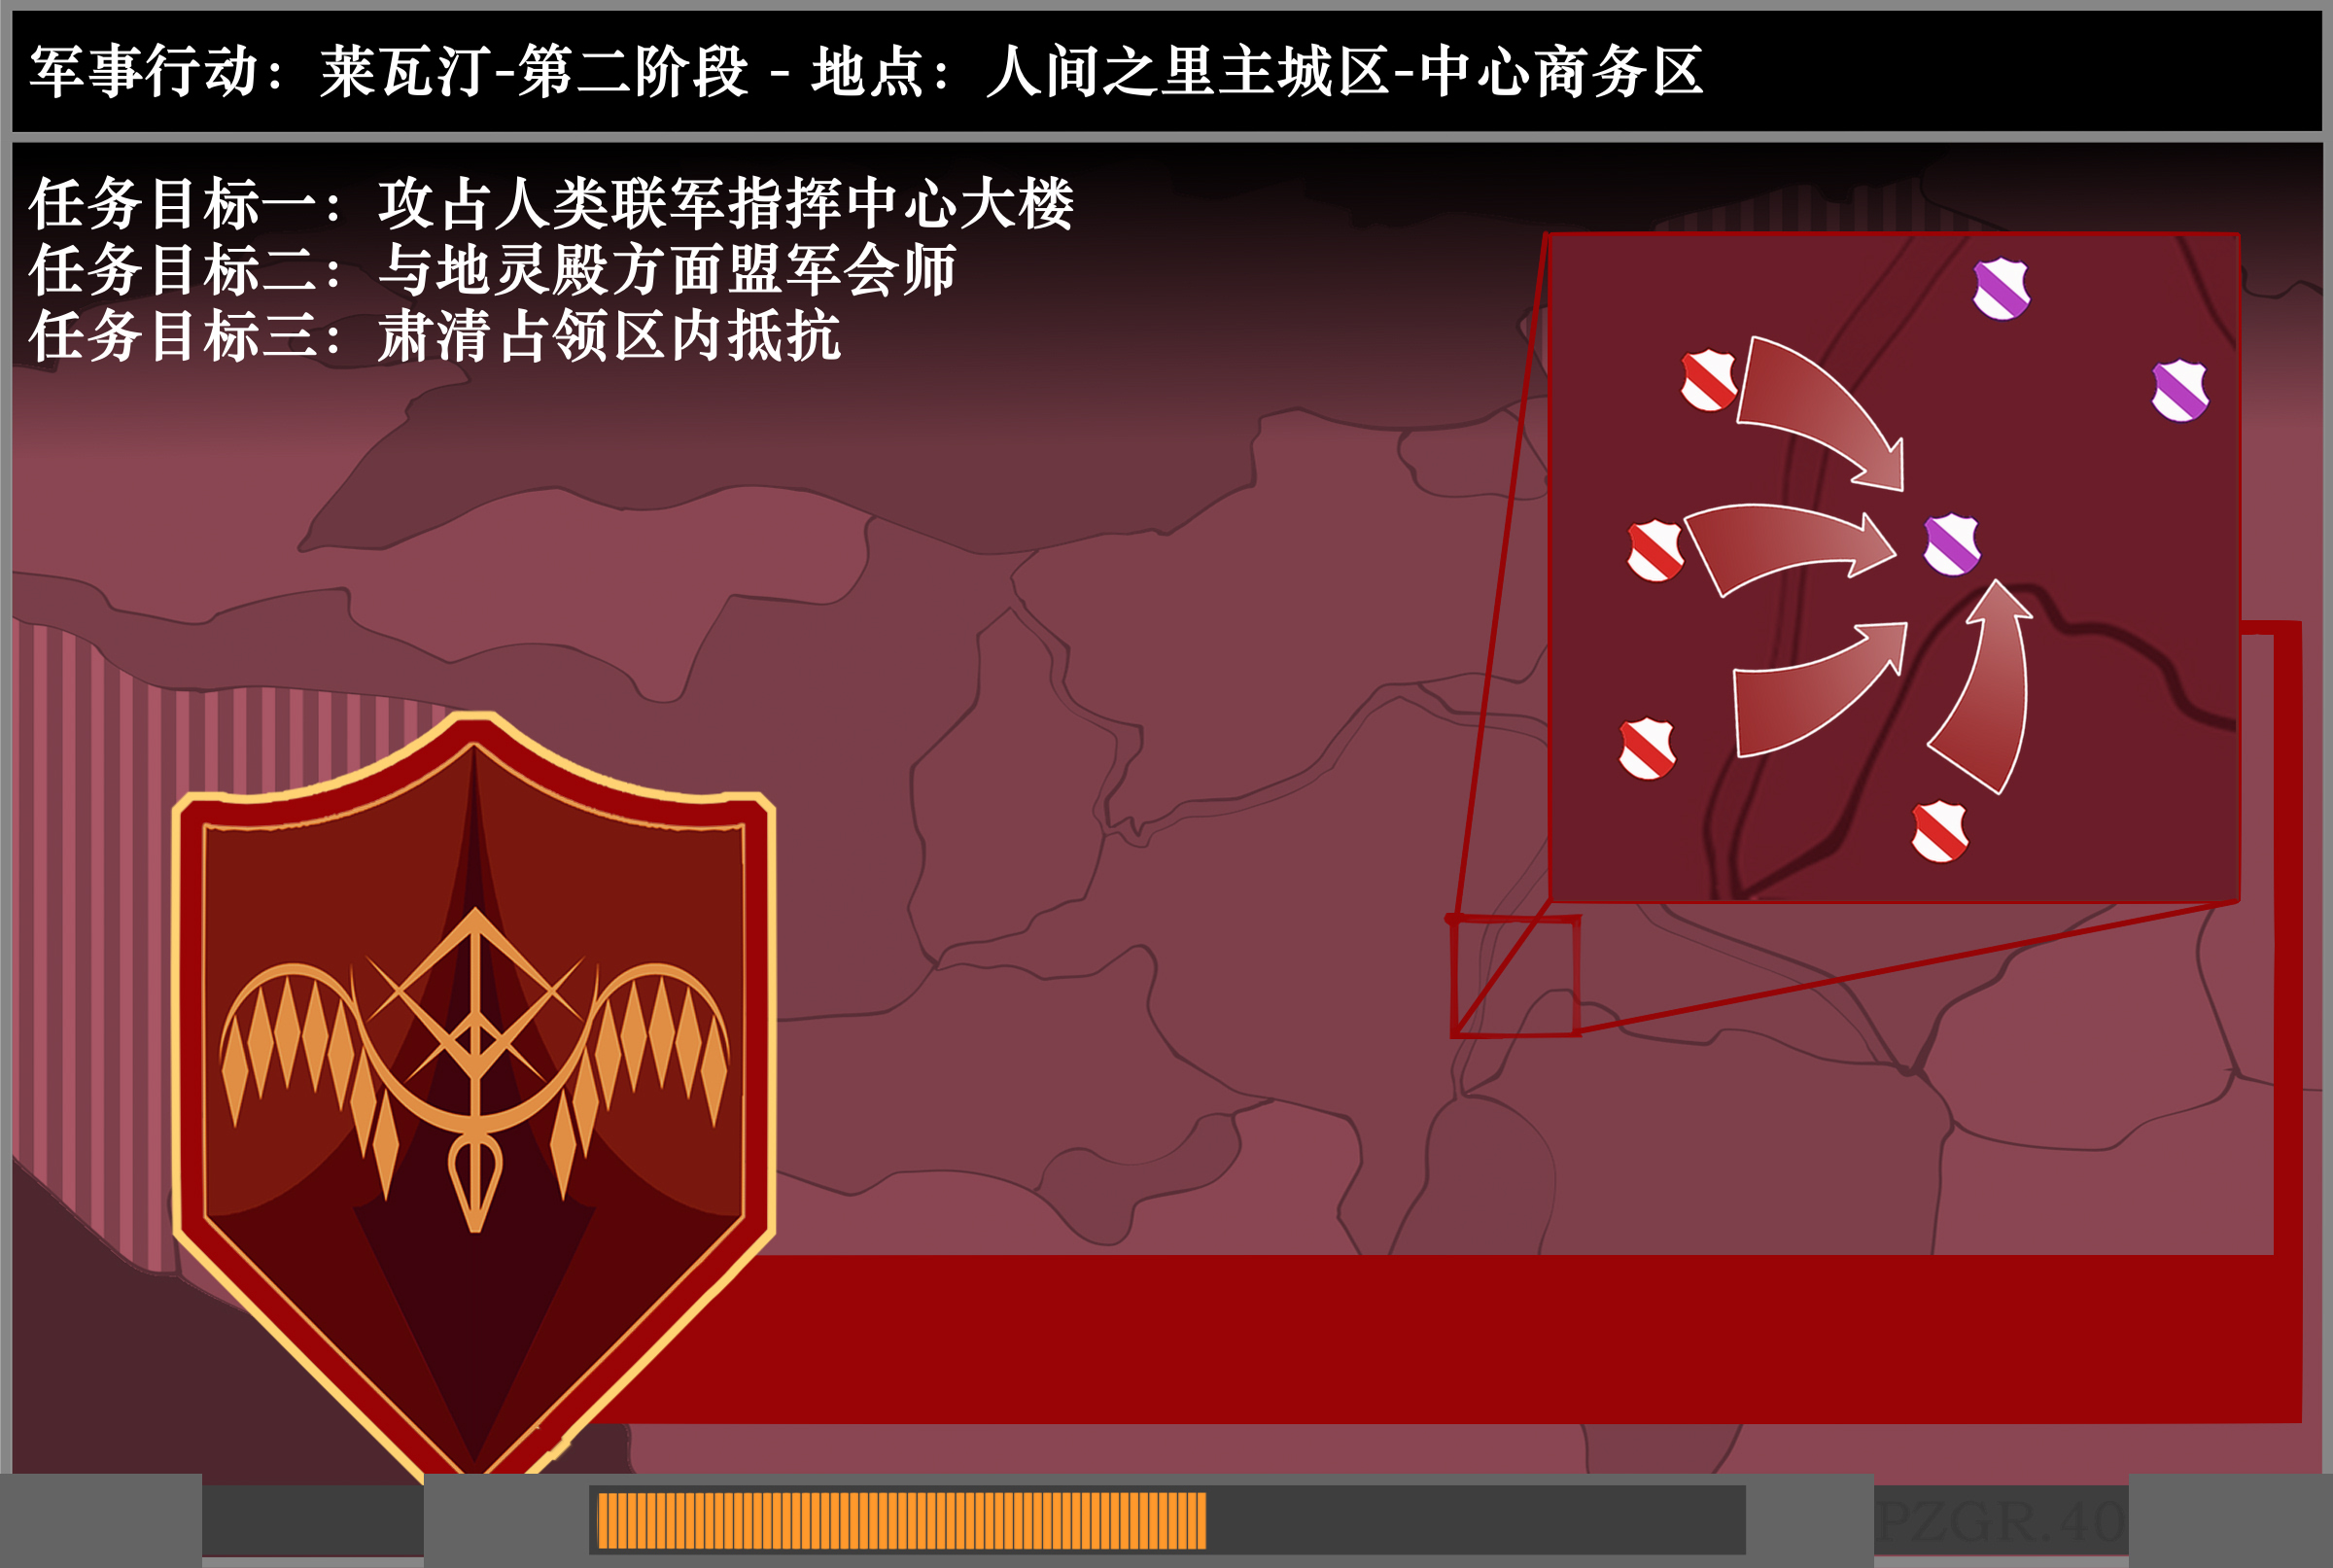 军事行动：莱瓦汀-第二阶段 - 地点：人间之里主城区-中心商务区
任务目标一：攻占人类联军指挥中心大楼
任务目标二：与地灵殿方面盟军会师
任务目标三：肃清占领区内抵抗
PZGR.40